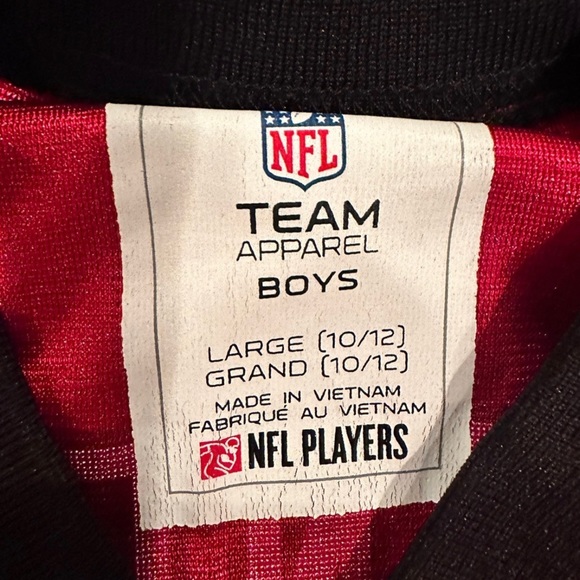 NFL
TEAM
APPAREL
BOYS
LARGE (10/12)
GRAND (10/12)
MADE IN VIETNAM
FABRIQUÉ AU VIETNAM
NFL PLAYERS